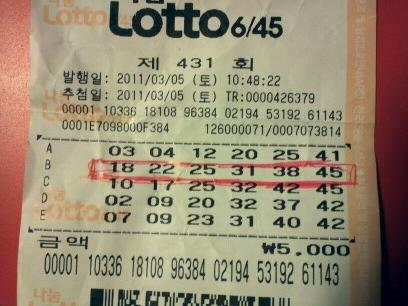 나눔
Lotto 6/45
제 431 회
발행일: 2011/03/05 (토) 10:48:22
추첨일: 2011/03/05 (토) TR:0000426379
00001 10336 18108 96384 02194 53192 61143
0001E7098000F384 126000071/0007073814
A 03 04 12 20 25 41
B 18 22 25 31 38 45
C 10 17 25 32 42 45
D 02 09 20 32 37 42
E 07 09 23 31 40 42
금액 ₩5,000
00001 10336 18108 96384 02194 53192 61143